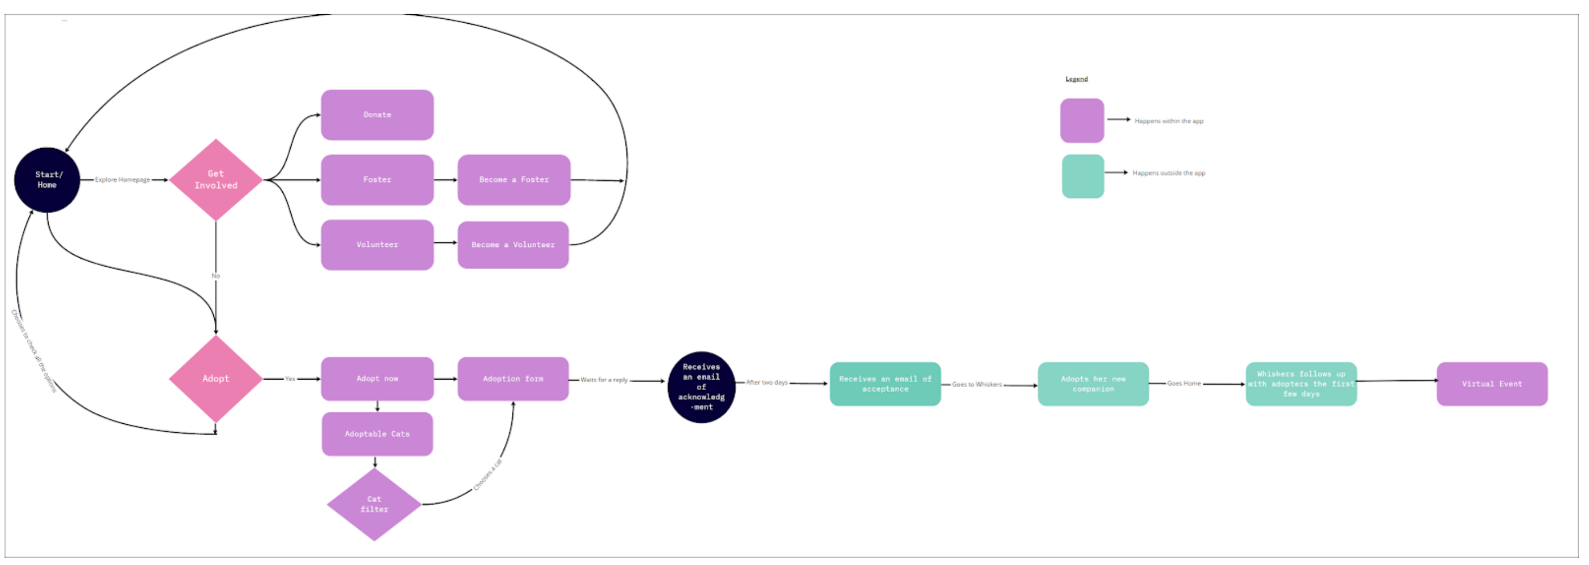 Legend
Happens within the app
Happens outside the app
Start/
Home
Explore Homepage
Get
Involved
Donate
Foster
Become a Foster
Volunteer
Become a Volunteer
No
Chooses to check all the options
Adopt
Yes
Adopt now
Adoption form
Adoptable Cats
Cat
filter
Chooses a cat
Waits for a reply
Receives
an email
of
acknowledg
-ment
After two days
Receives an email of
acceptance
Goes to Whiskers
Adopts her new
companion
Goes Home
Whiskers follows up
with adopters the first
few days
Virtual Event